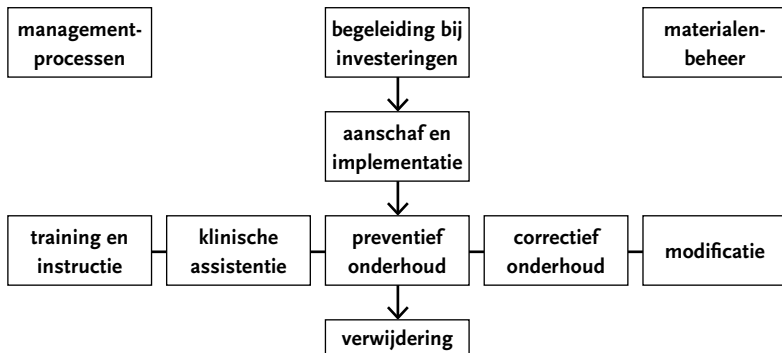 management-
processen
begeleiding bij
investeringen
materialen-
beheer
aanschaf en
implementatie
training en
instructie
klinische
assistentie
preventief
onderhoud
correctief
onderhoud
modificatie
verwijdering